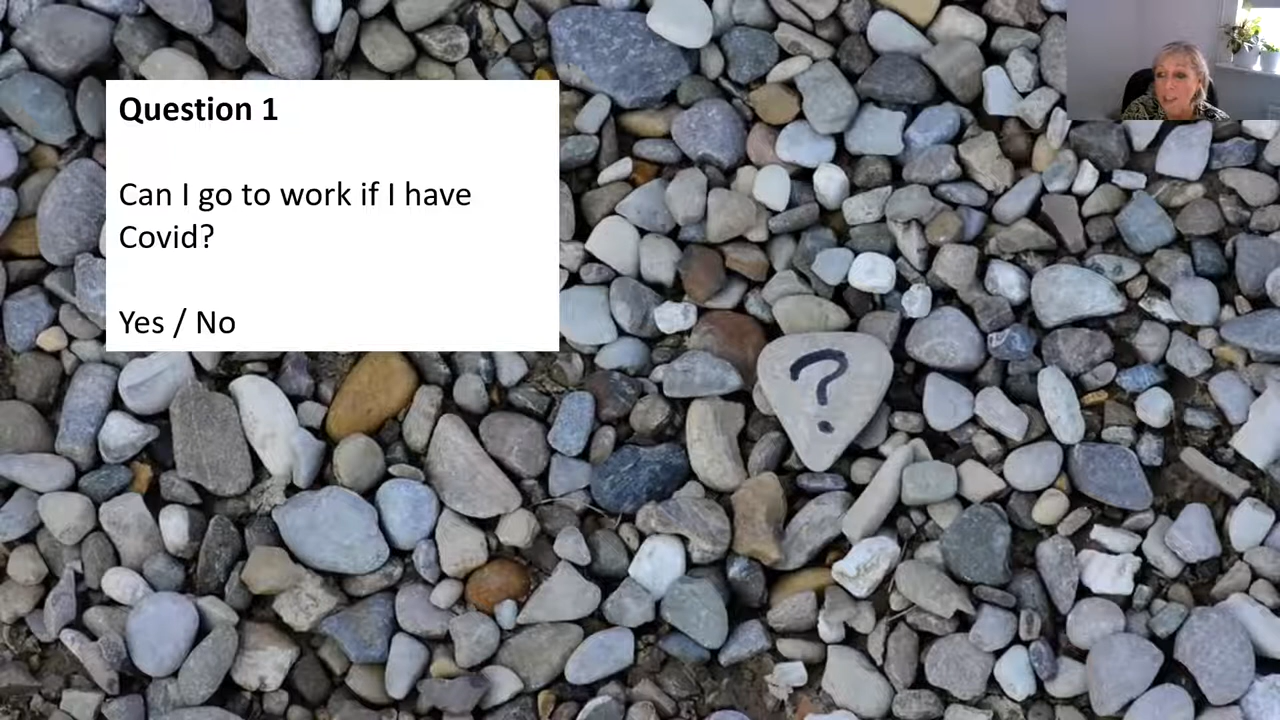 Question 1
Can I go to work if I have
Covid?
Yes / No
?